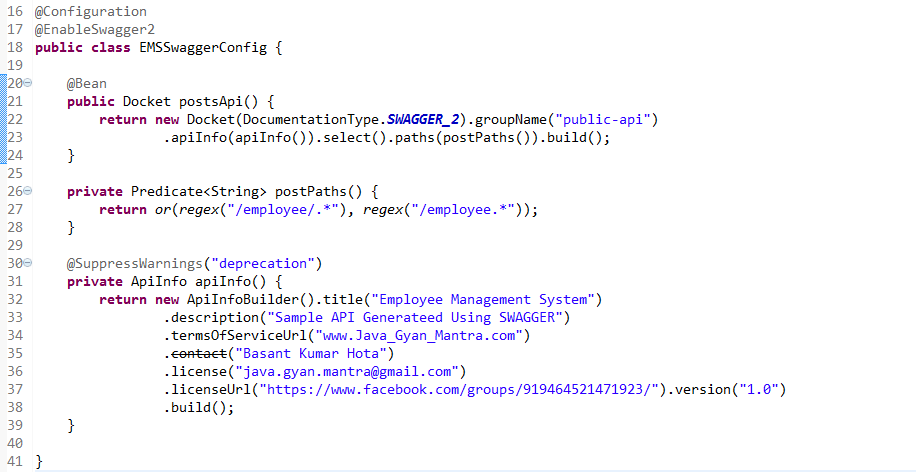 16 @Configuration
17 @EnableSwagger2
18 public class EMSSwaggerConfig {
19
20 @Bean
21 public Docket postsApi() {
22 return new Docket(DocumentationType.SWAGGER_2).groupName("public-api")
23 .apiInfo(apiInfo()).select().paths(postPaths()).build();
24 }
25
26 private Predicate<String> postPaths() {
27 return or(regex("/employee/.*"), regex("/employee.*"));
28 }
29
30 @SuppressWarnings("deprecation")
31 private ApiInfo apiInfo() {
32 return new ApiInfoBuilder().title("Employee Management System")
33 .description("Sample API Generateed Using SWAGGER")
34 .termsOfServiceUrl("www.Java_Gyan_Mantra.com")
35 .contact("Basant Kumar Hota")
36 .license("java.gyan.mantra@gmail.com")
37 .licenseUrl("https://www.facebook.com/groups/919464521471923/").version("1.0")
38 .build();
39 }
40
41 }